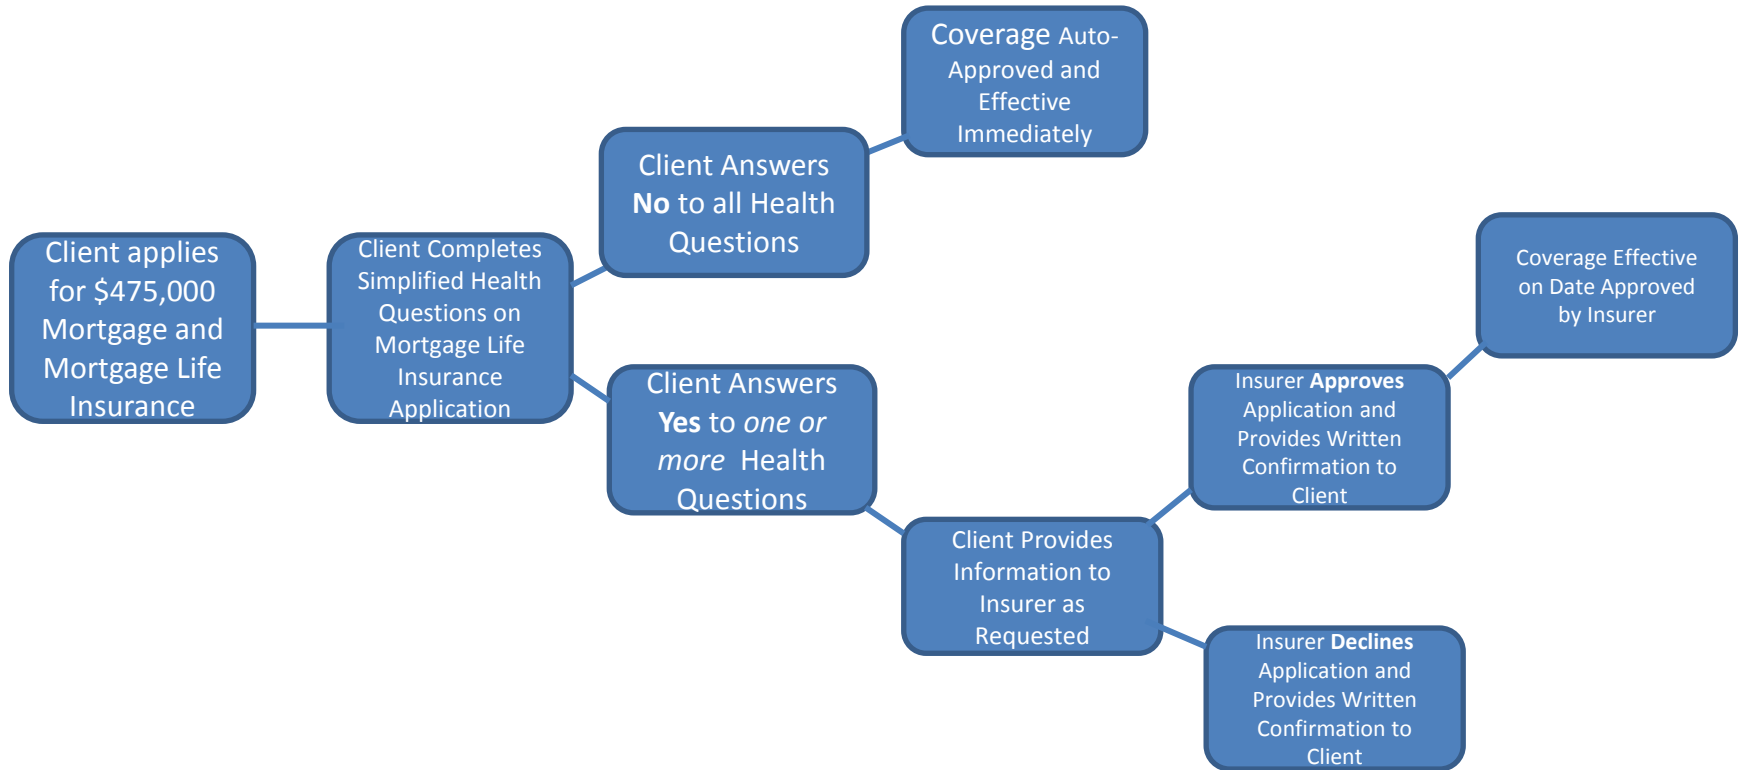 Client applies
for $475,000
Mortgage and
Mortgage Life
Insurance
Client Completes
Simplified Health
Questions on
Mortgage Life
Insurance
Application
Client Answers
No to all Health
Questions
Coverage Auto-
Approved and
Effective
Immediately
Client Answers
Yes to one or
more Health
Questions
Client Provides
Information to
Insurer as
Requested
Insurer Approves
Application and
Provides Written
Confirmation to
Client
Coverage Effective
on Date Approved
by Insurer
Insurer Declines
Application and
Provides Written
Confirmation to
Client